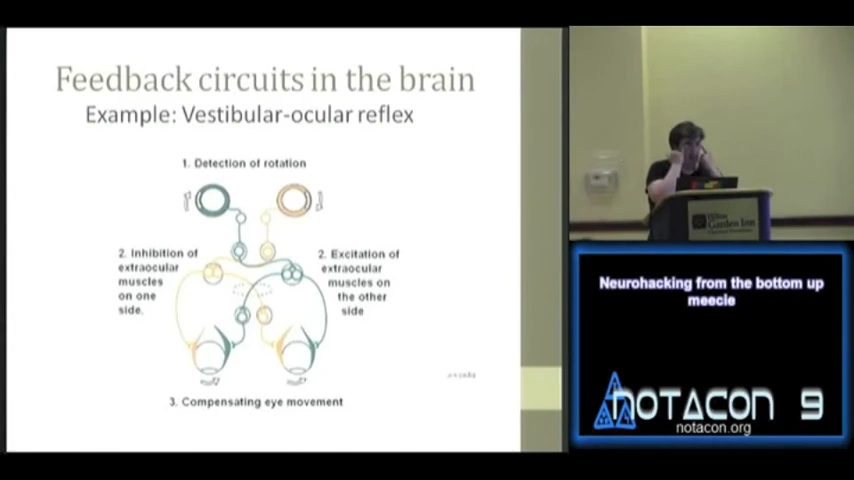 Feedback circuits in the brain
Example: Vestibular-ocular reflex
1. Detection of rotation
2. Inhibition of
extraocular
muscles
on one
side.
2. Excitation of
extraocular
muscles on
the other
side
3. Compensating eye movement
Garden Inn
Neurohacking from the bottom up
meecie
NOTACON 9
notacon.org